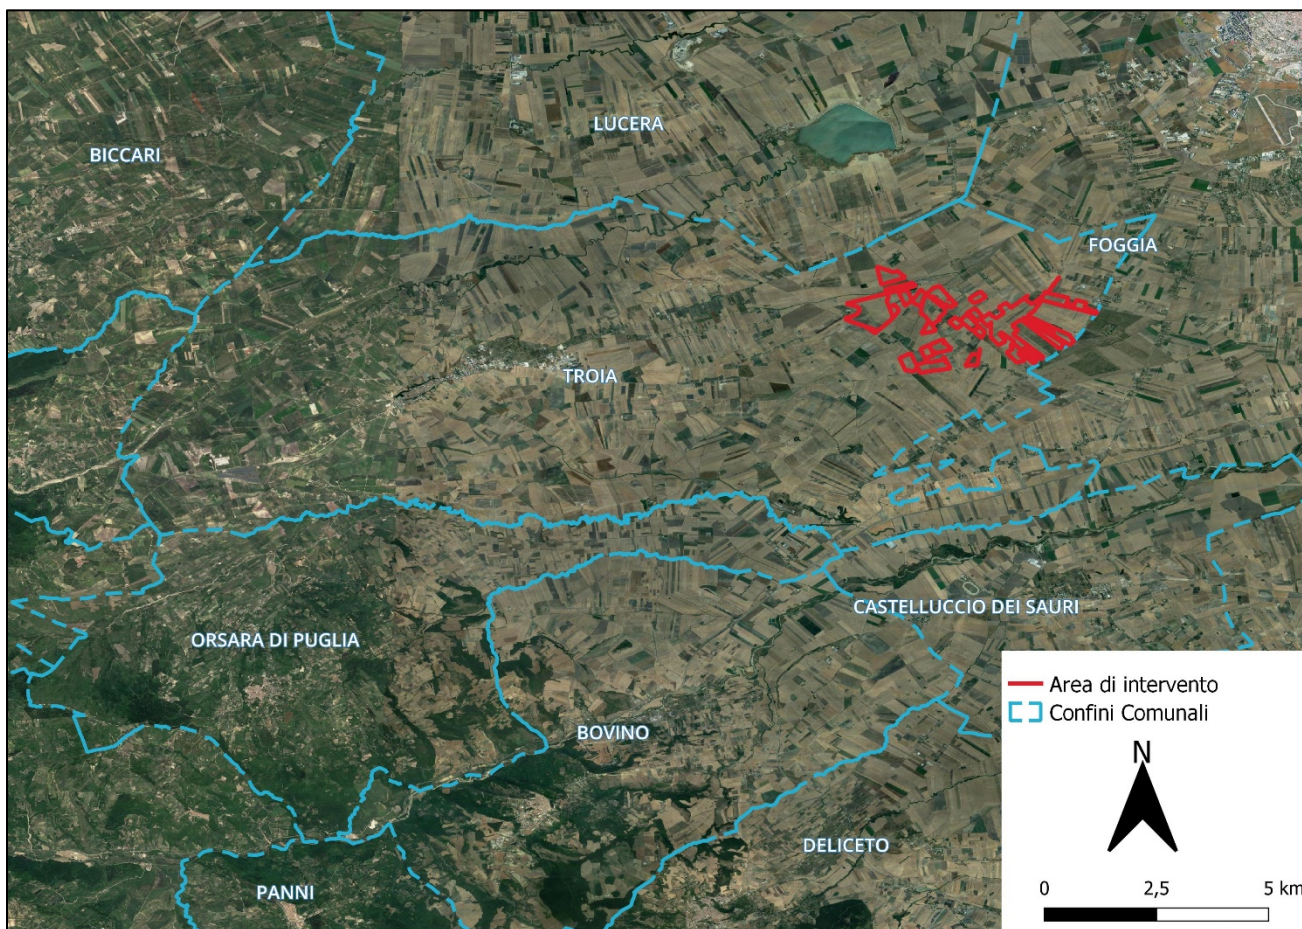 LUCERA
BICCARI
FOGGIA
TROIA
CASTELLUCCIO DEI SAURI
ORSARA DI PUGLIA
BOVINO
DELICETO
PANNI
Area di intervento
Confini Comunali
N
0 2,5 5 km